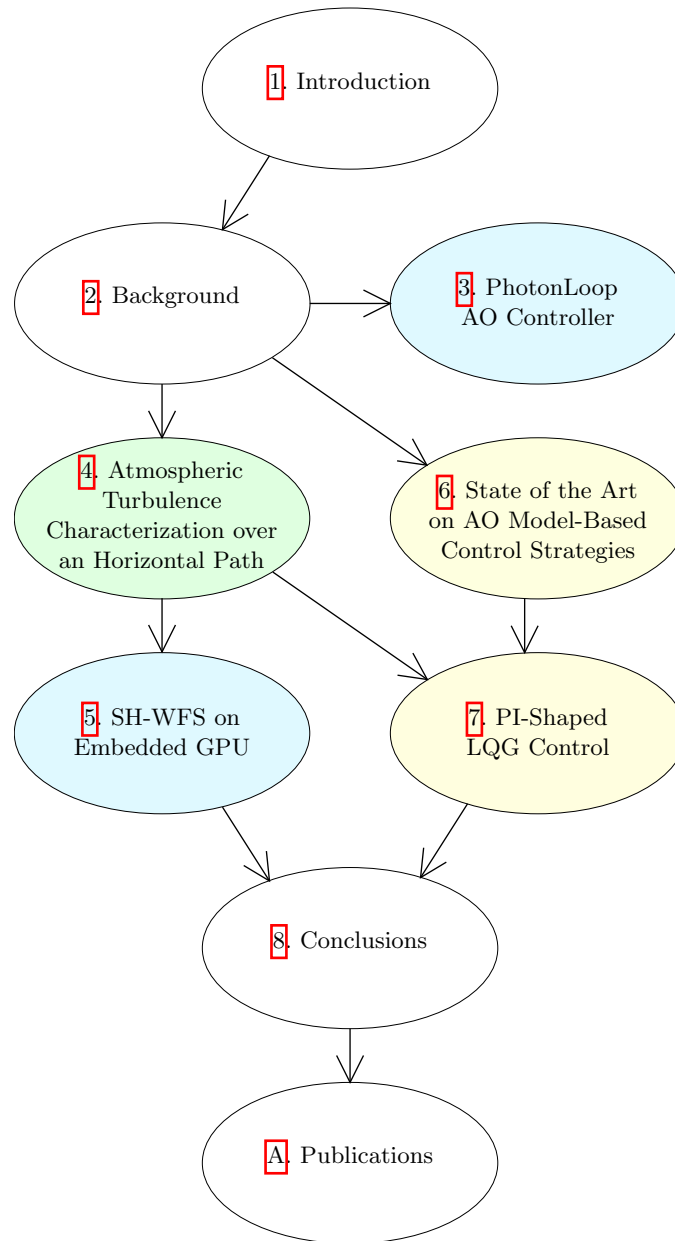 1. Introduction
2. Background
3. PhotonLoop
AO Controller
4. Atmospheric
Turbulence
Characterization over
an Horizontal Path
6. State of the Art
on AO Model-Based
Control Strategies
5. SH-WFS on
Embedded GPU
7. PI-Shaped
LQG Control
8. Conclusions
A. Publications